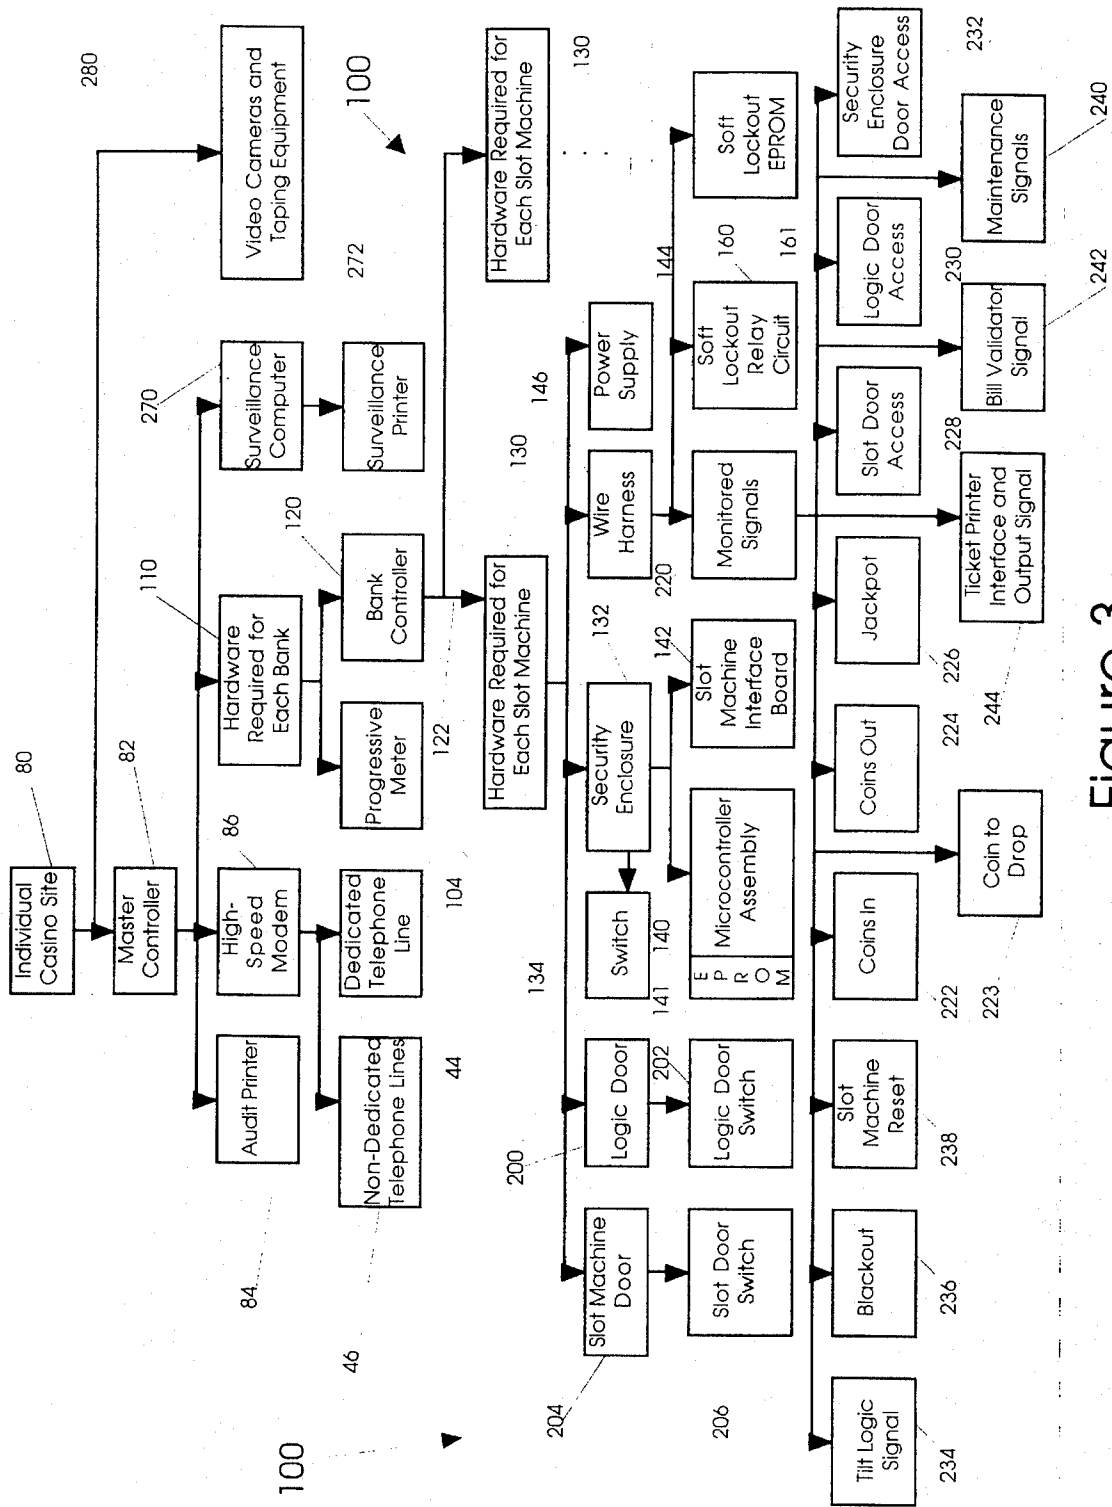 80
Individual
Casino Site
280
82
Master
Controller
84
Audit Printer
86
High-
Speed
Modem
110
Hardware
Required for
Each Bank
270
Surveillance
Computer
Video Cameras and
Taping Equipment
46
Non-Dedicated
Telephone Lines
44
Dedicated
Telephone
Line
104
Progressive
Meter
120
Bank
Controller
122
Surveillance
Printer
272
100
100
Hardware Required for
Each Slot Machine
130
Hardware Required for
Each Slot Machine
130
134
146
204
Slot Machine
Door
200
Logic Door
Switch
Security
Enclosure
132
Wire
Harness
Power
Supply
206
Slot Door
Switch
202
Logic Door
Switch
141
E
P
R
O
M
140
Microcontroller
Assembly
142
Slot
Machine
Interface
Board
220
Monitored
Signals
144
Soft
Lockout
Relay
Circuit
160
Soft
Lockout
EPROM
161
Tilt Logic
Signal
234
Blackout
236
Slot
Machine
Reset
238
Coins In
222
Coins Out
224
Jackpot
226
Slot Door
Access
228
Logic Door
Access
230
Security
Enclosure
Door Access
232
Coin to
Drop
223
Ticket Printer
Interface and
Output Signal
244
Bill Validator
Signal
242
Maintenance
Signals
240
Figure 3